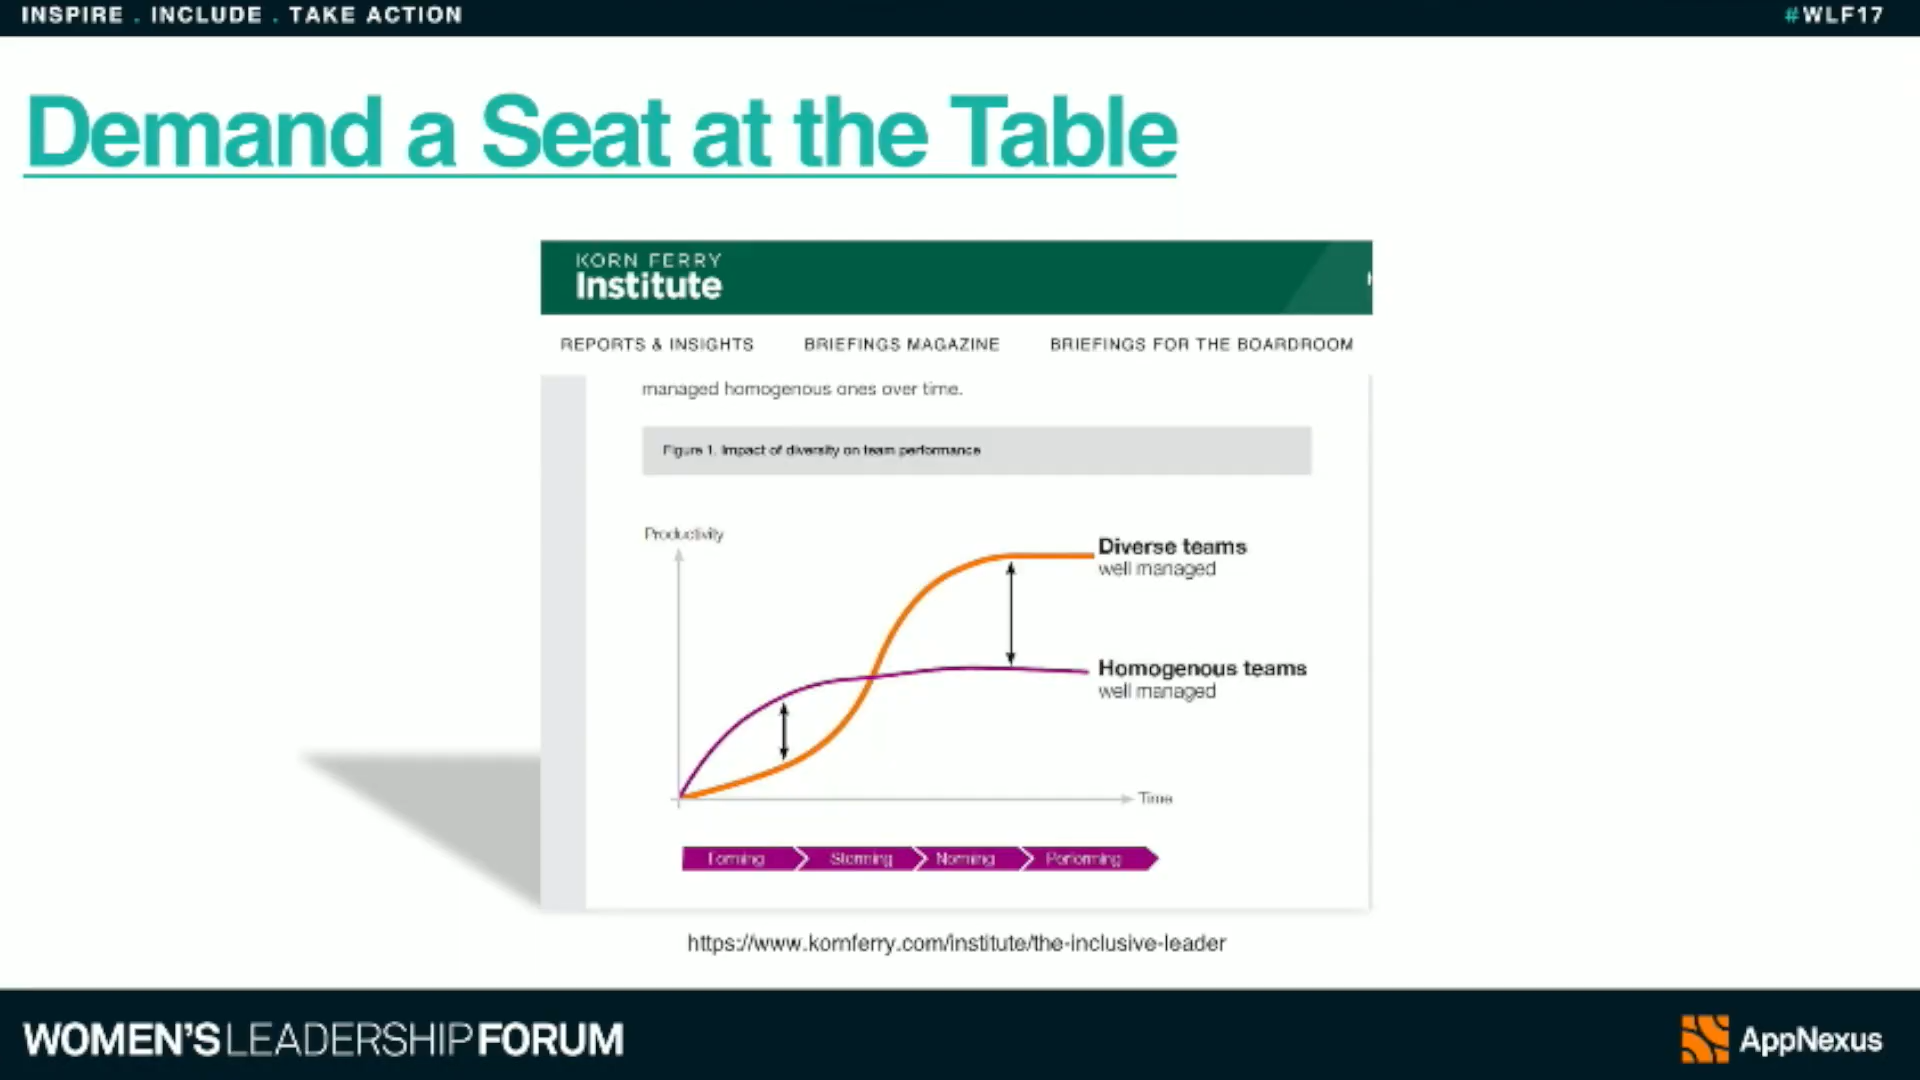 INSPIRE . INCLUDE . TAKE ACTION
#WLF17
Demand a Seat at the Table
KORN FERRY
Institute
REPORTS & INSIGHTS BRIEFINGS MAGAZINE BRIEFINGS FOR THE BOARDROOM
managed homogenous ones over time.
Figure 1. Impact of diversity on team performance
Productivity
Diverse teams
well managed
Homogenous teams
well managed
Time
Forming Storming Norming Performing
https://www.kornferry.com/institute/the-inclusive-leader
WOMEN'S LEADERSHIP FORUM
AppNexus